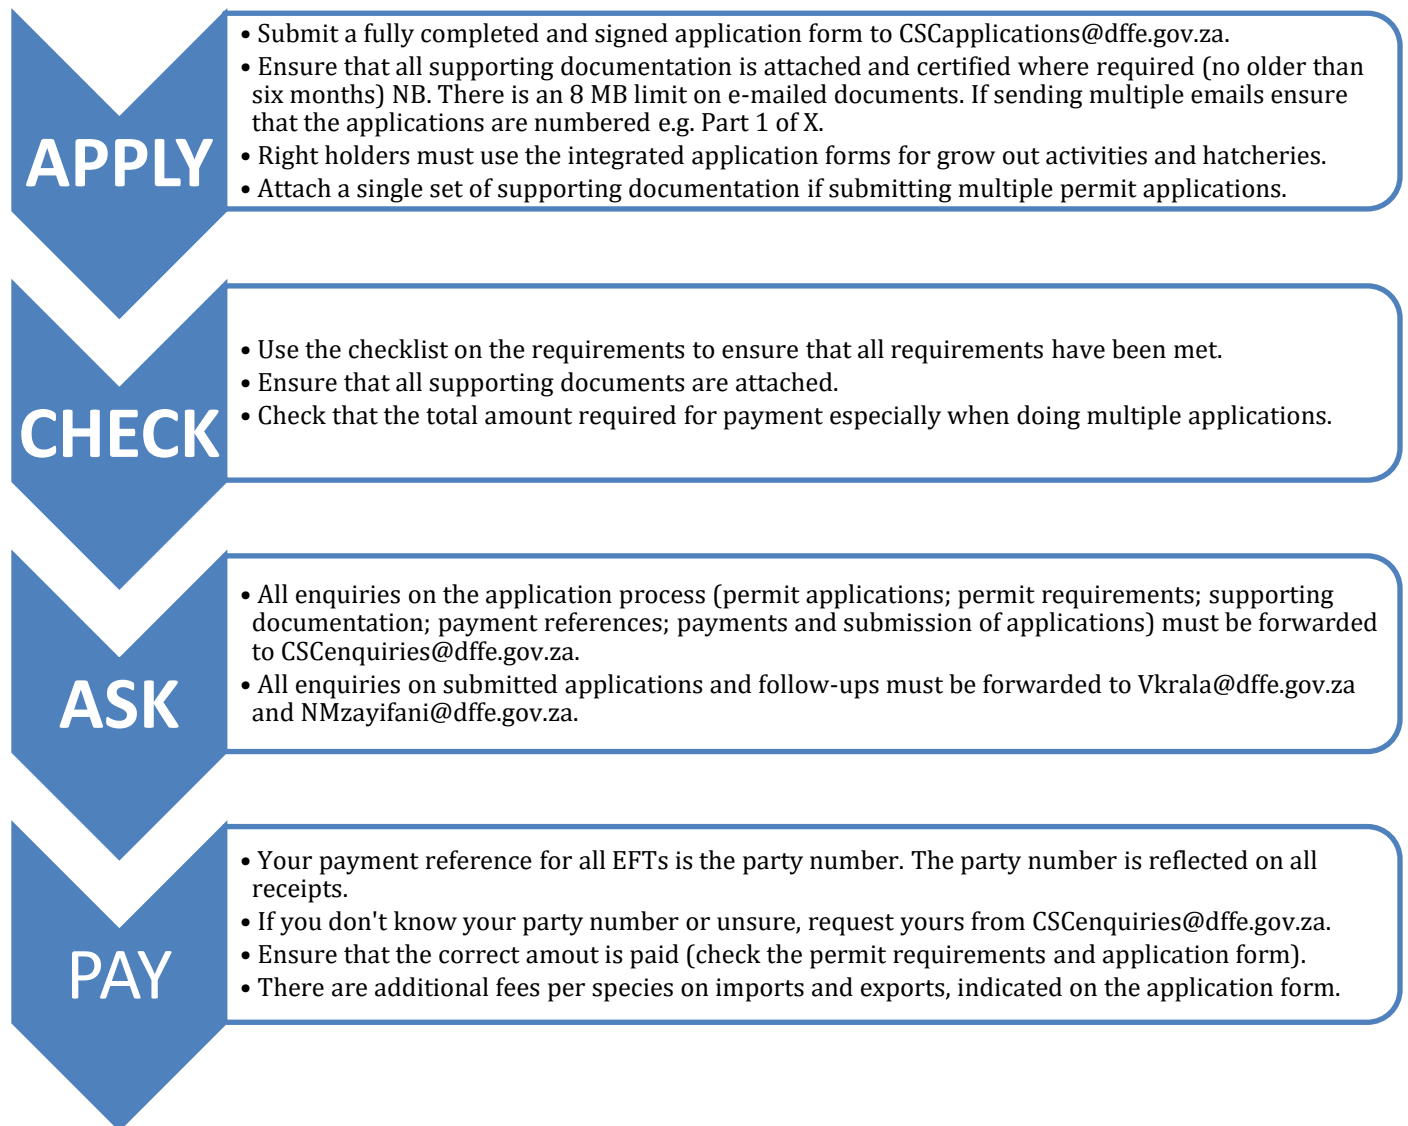 APPLY
• Submit a fully completed and signed application form to CSCapplications@dffe.gov.za.
• Ensure that all supporting documentation is attached and certified where required (no older than
six months) NB. There is an 8 MB limit on e-mailed documents. If sending multiple emails ensure
that the applications are numbered e.g. Part 1 of X.
• Right holders must use the integrated application forms for grow out activities and hatcheries.
• Attach a single set of supporting documentation if submitting multiple permit applications.
CHECK
• Use the checklist on the requirements to ensure that all requirements have been met.
• Ensure that all supporting documents are attached.
• Check that the total amount required for payment especially when doing multiple applications.
ASK
• All enquiries on the application process (permit applications; permit requirements; supporting
documentation; payment references; payments and submission of applications) must be forwarded
to CSCenquiries@dffe.gov.za.
• All enquiries on submitted applications and follow-ups must be forwarded to Vkrala@dffe.gov.za
and NMzayifani@dffe.gov.za.
PAY
• Your payment reference for all EFTs is the party number. The party number is reflected on all
receipts.
• If you don't know your party number or unsure, request yours from CSCenquiries@dffe.gov.za.
• Ensure that the correct amout is paid (check the permit requirements and application form).
• There are additional fees per species on imports and exports, indicated on the application form.